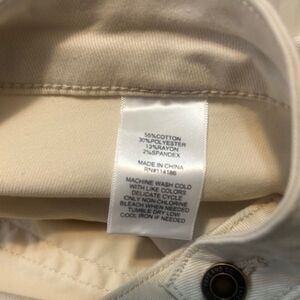 55%COTTON
30%POLYESTER
13%RAYON
2%SPANDEX
MADE IN CHINA
RN#114186
MACHINE WASH COLD
WITH LIKE COLORS
DELICATE CYCLE
ONLY NON-CHLORINE
BLEACH WHEN NEEDED
TUMBLE DRY LOW
COOL IRON IF NEEDED